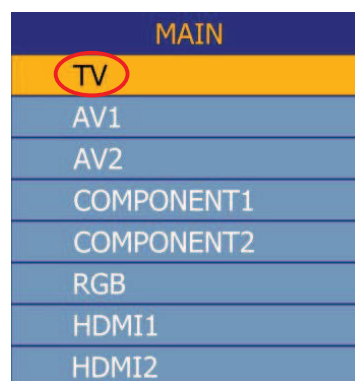 MAIN
TV
AV1
AV2
COMPONENT1
COMPONENT2
RGB
HDMI1
HDMI2